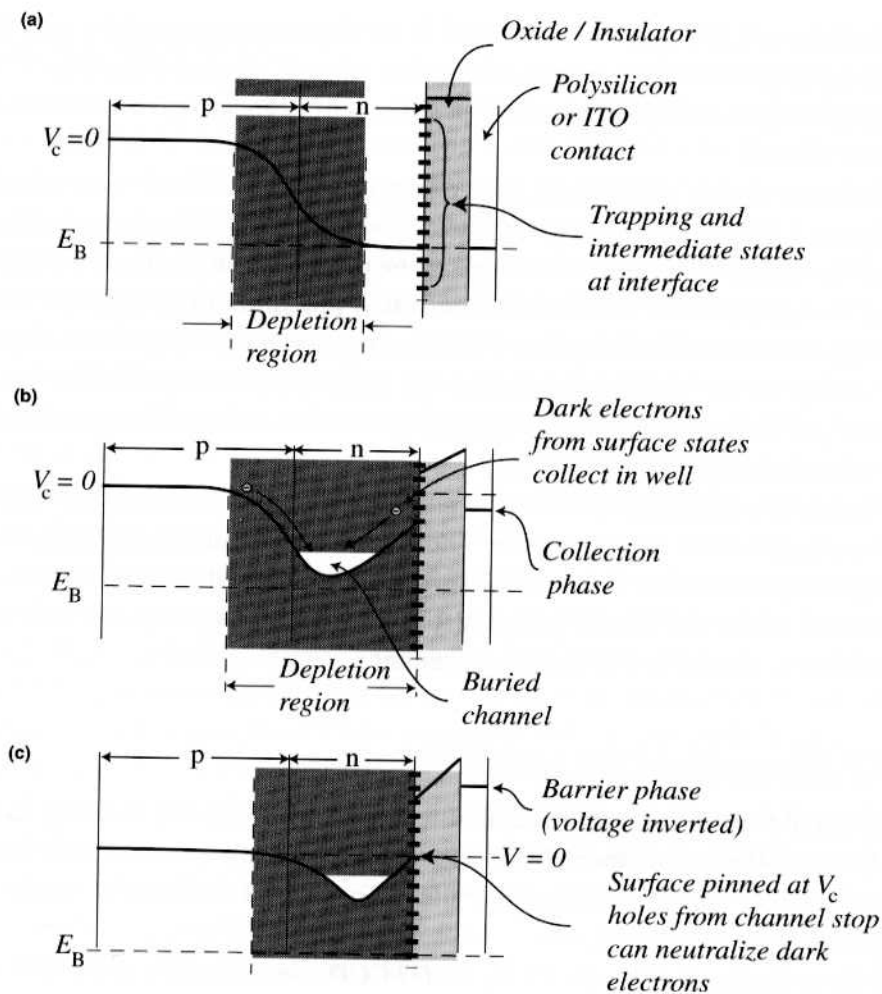 (a)
Oxide / Insulator
Polysilicon
or ITO
contact
p
n
V_c = 0
E_B
Trapping and
intermediate states
at interface
Depletion
region
(b)
Dark electrons
from surface states
collect in well
p
n
V_c = 0
Collection
phase
E_B
Depletion
region
Buried
channel
(c)
p
n
Barrier phase
(voltage inverted)
V = 0
Surface pinned at V_c
holes from channel stop
can neutralize dark
electrons
E_B